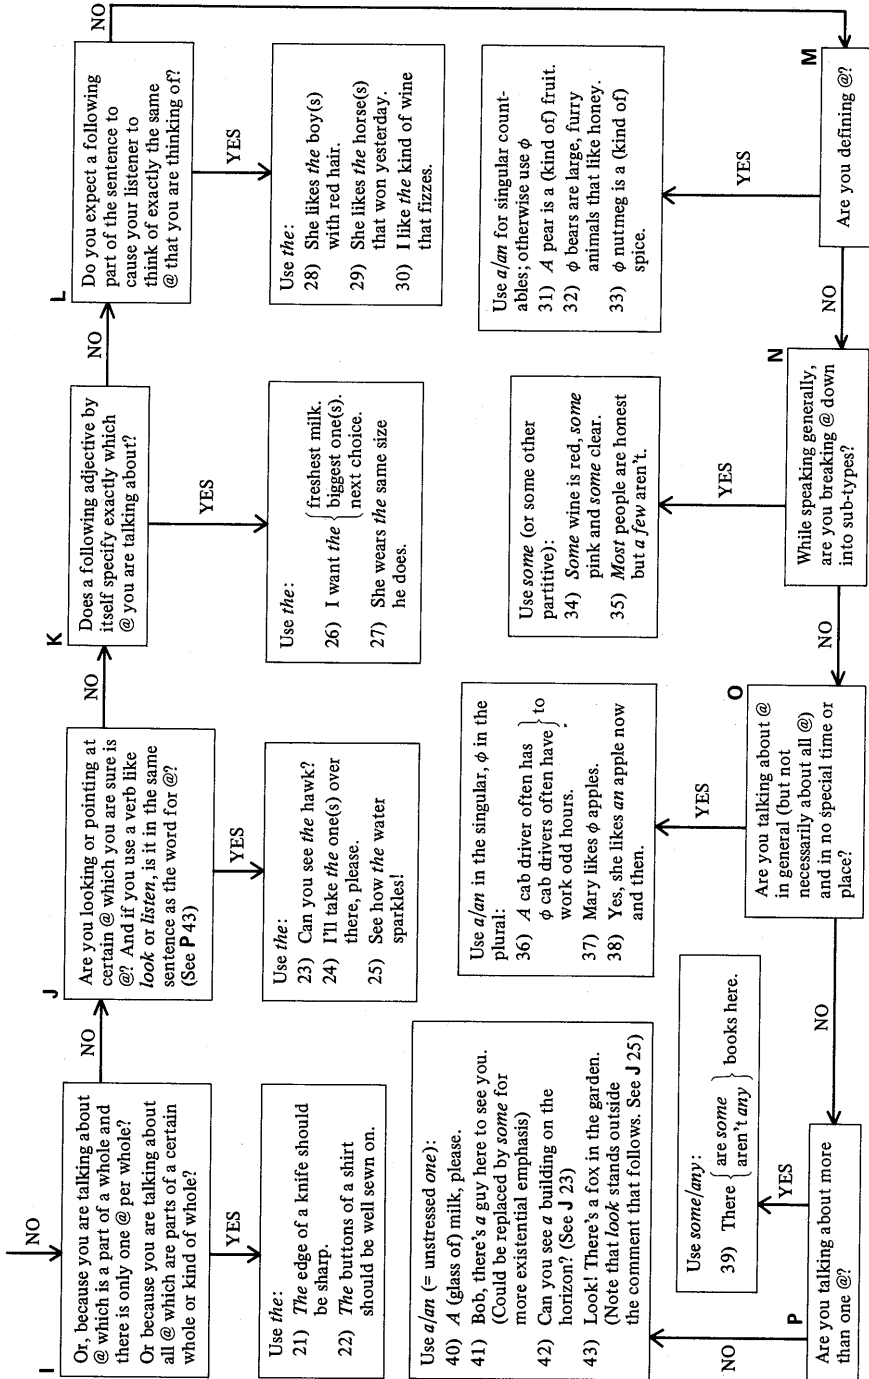 NO
I
Or, because you are talking about
@ which is a part of a whole and
there is only one @ per whole?
Or because you are talking about
all @ which are parts of a certain
whole or kind of whole?
YES
Use the:
21) The edge of a knife should
be sharp.
22) The buttons of a shirt
should be well sewn on.
NO
J
Are you looking or pointing at
certain @ which you are sure is
@? And if you use a verb like
look or listen, is it in the same
sentence as the word for @?
(See P 43)
YES
Use the:
23) Can you see the hawk?
24) I'll take the one(s) over
there, please.
25) See how the water
sparkles!
NO
K
Does a following adjective by
itself specify exactly which
@ you are talking about?
YES
Use the:
26) I want the { freshest milk.
biggest one(s).
next choice.
27) She wears the same size
he does.
NO
L
Do you expect a following
part of the sentence to
cause your listener to
think of exactly the same
@ that you are thinking of?
YES
Use the:
28) She likes the boy(s)
with red hair.
29) She likes the horse(s)
that won yesterday.
30) I like the kind of wine
that fizzes.
NO
M
Are you defining @?
YES
Use a/an for singular count-
ables; otherwise use ϕ
31) A pear is a (kind of) fruit.
32) ϕ bears are large, furry
animals that like honey.
33) ϕ nutmeg is a (kind of)
spice.
NO
N
While speaking generally,
are you breaking @ down
into sub-types?
YES
Use some (or some other
partitive):
34) Some wine is red, some
pink and some clear.
35) Most people are honest
but a few aren't.
NO
O
Are you talking about @
in general (but not
necessarily about all @)
and in no special time or
place?
YES
Use a/an in the singular, ϕ in the
plural:
36) A cab driver often has
ϕ cab drivers often have } to
work odd hours.
37) Mary likes ϕ apples.
38) Yes, she likes an apple now
and then.
NO
P
Are you talking about more
than one @?
YES
Use some/any:
39) There { are some
aren't any } books here.
NO
Use a/an (= unstressed one):
40) A (glass of) milk, please.
41) Bob, there's a guy here to see you.
(Could be replaced by some for
more existential emphasis)
42) Can you see a building on the
horizon? (See J 23)
43) Look! There's a fox in the garden.
(Note that look stands outside
the comment that follows. See J 25)